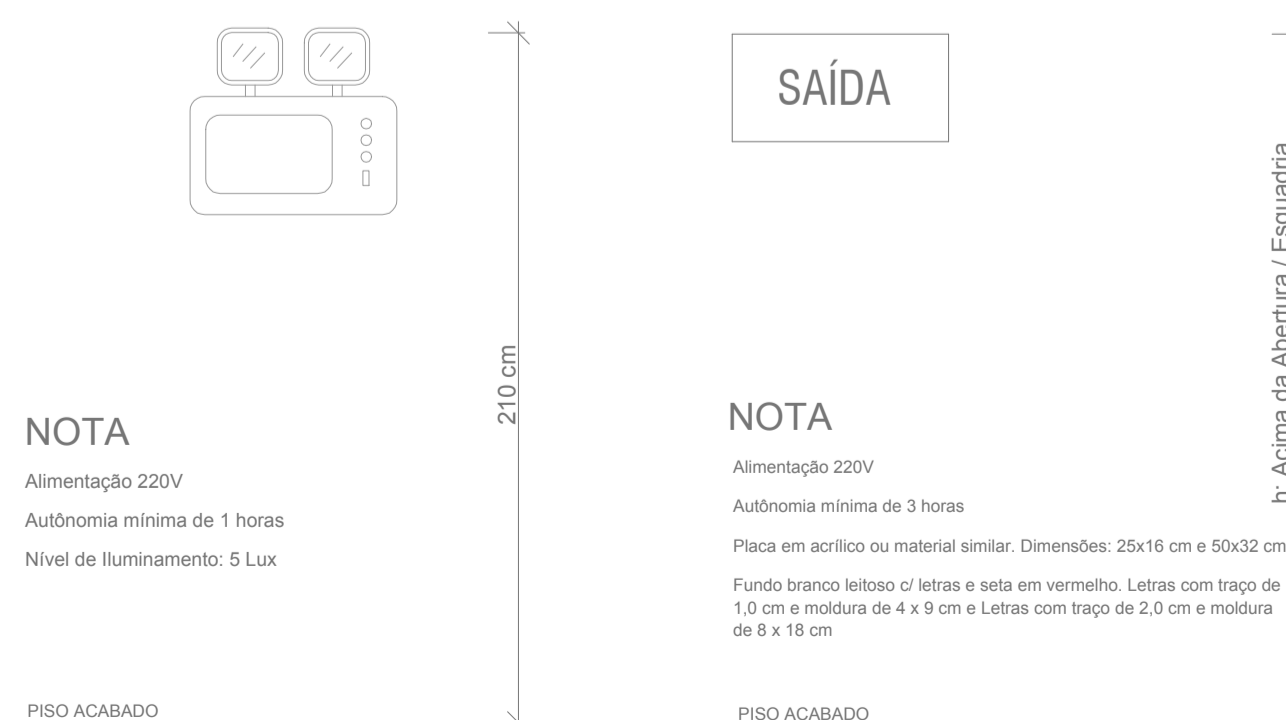 210 cm
NOTA
Alimentação 220V
Autônomia mínima de 1 horas
Nível de Iluminamento: 5 Lux
PISO ACABADO
SAÍDA
h: Acima da Abertura / Esquadria
NOTA
Alimentação 220V
Autônomia mínima de 3 horas
Placa em acrílico ou material similar. Dimensões: 25x16 cm e 50x32 cm
Fundo branco leitoso c/ letras e seta em vermelho. Letras com traço de
1,0 cm e moldura de 4 x 9 cm e Letras com traço de 2,0 cm e moldura
de 8 x 18 cm
PISO ACABADO